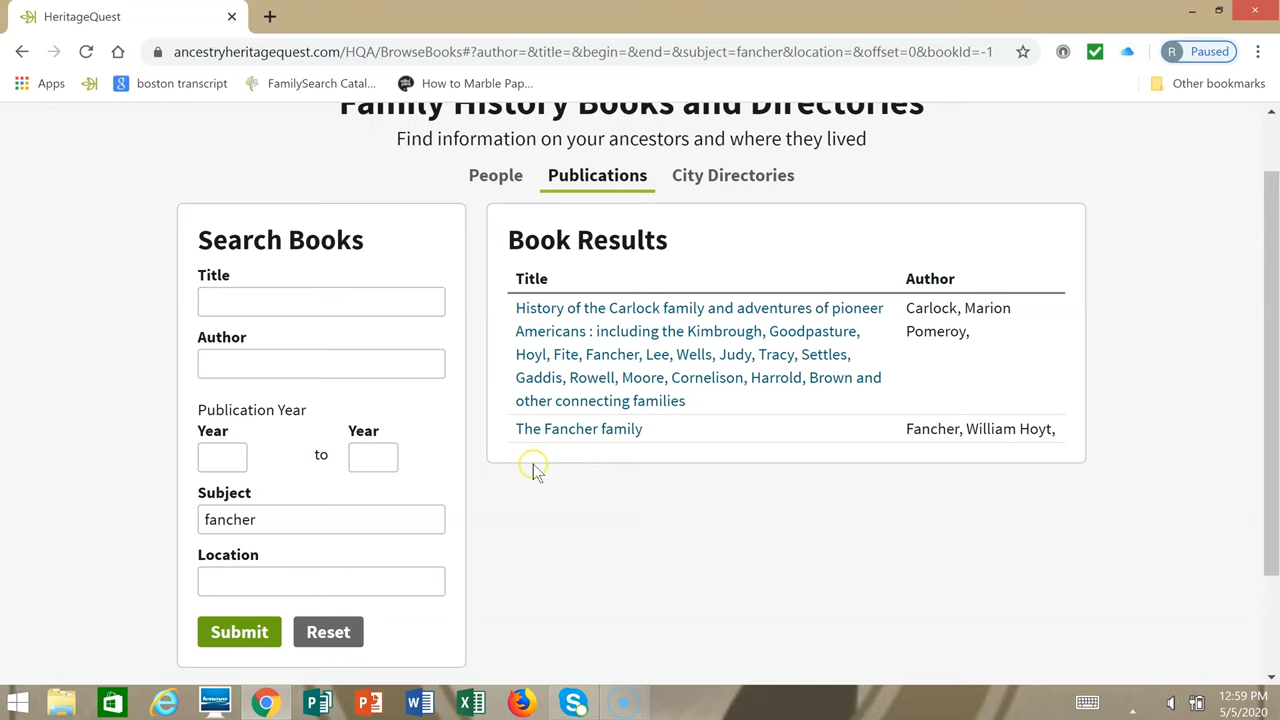 HeritageQuest
ancestryheritagequest.com/HQA/BrowseBooks#?author=&title=&begin=&end=&subject=fancher&location=&offset=0&bookId=-1
R Paused
Apps
boston transcript
FamilySearch Catal...
How to Marble Pap...
Other bookmarks
Family History Books and Directories
Find information on your ancestors and where they lived
People Publications City Directories
Search Books
Title
Author
Publication Year
Year Year
to
Subject
fancher
Location
Submit Reset
Book Results
Title Author
History of the Carlock family and adventures of pioneer
Americans : including the Kimbrough, Goodpasture,
Hoyl, Fite, Fancher, Lee, Wells, Judy, Tracy, Settles,
Gaddis, Rowell, Moore, Cornelison, Harrold, Brown and
other connecting families
Carlock, Marion
Pomeroy,
The Fancher family Fancher, William Hoyt,
12:59 PM
5/5/2020